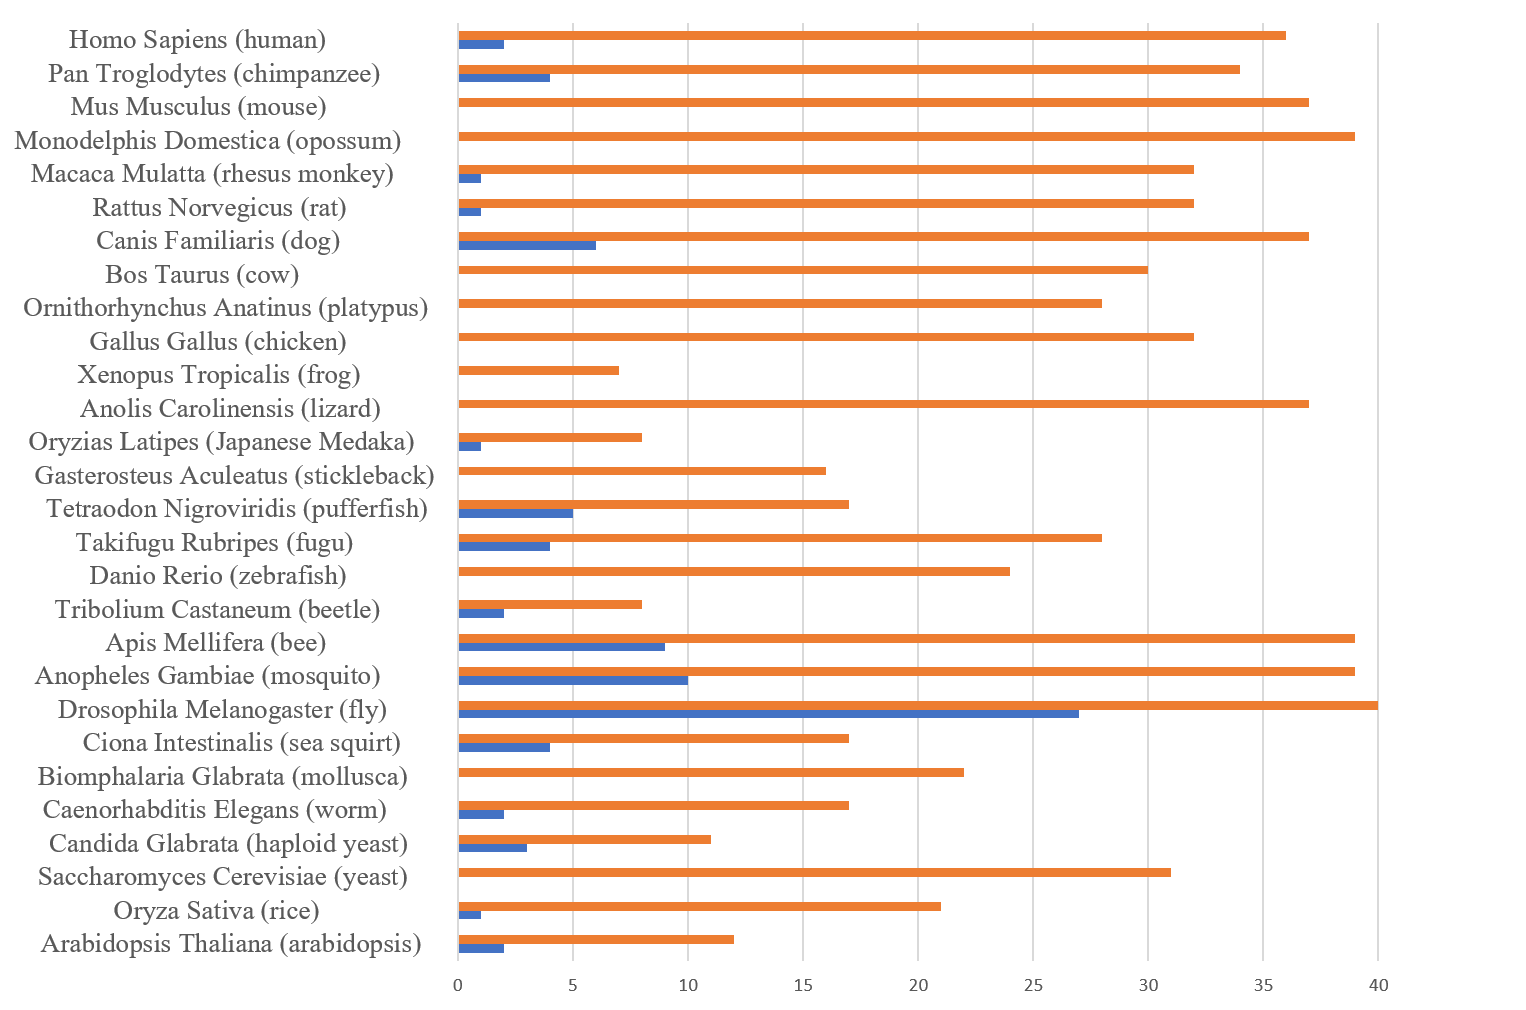 Homo Sapiens (human)
Pan Troglodytes (chimpanzee)
Mus Musculus (mouse)
Monodelphis Domestica (opossum)
Macaca Mulatta (rhesus monkey)
Rattus Norvegicus (rat)
Canis Familiaris (dog)
Bos Taurus (cow)
Ornithorhynchus Anatinus (platypus)
Gallus Gallus (chicken)
Xenopus Tropicalis (frog)
Anolis Carolinensis (lizard)
Oryzias Latipes (Japanese Medaka)
Gasterosteus Aculeatus (stickleback)
Tetraodon Nigroviridis (pufferfish)
Takifugu Rubripes (fugu)
Danio Rerio (zebrafish)
Tribolium Castaneum (beetle)
Apis Mellifera (bee)
Anopheles Gambiae (mosquito)
Drosophila Melanogaster (fly)
Ciona Intestinalis (sea squirt)
Biomphalaria Glabrata (mollusca)
Caenorhabditis Elegans (worm)
Candida Glabrata (haploid yeast)
Saccharomyces Cerevisiae (yeast)
Oryza Sativa (rice)
Arabidopsis Thaliana (arabidopsis)
0 5 10 15 20 25 30 35 40